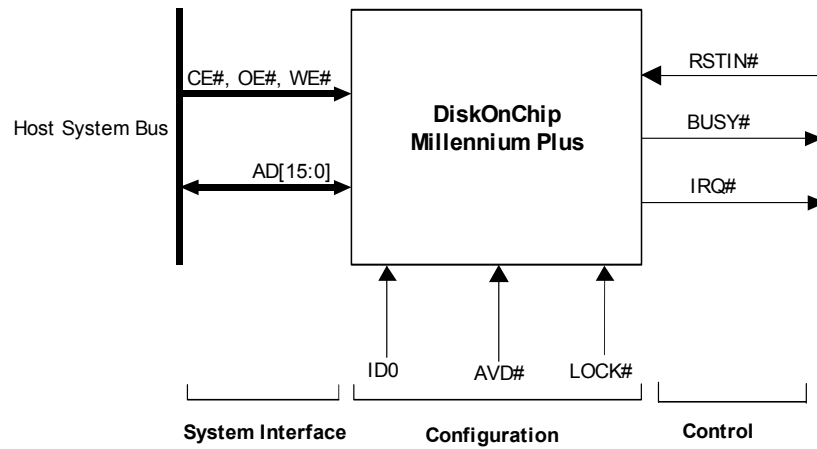 CE#, OE#, WE#
RSTIN#
DiskOnChip
Millennium Plus
Host System Bus
BUSY#
AD[15:0]
IRQ#
ID0
AVD#
LOCK#
System Interface
Configuration
Control